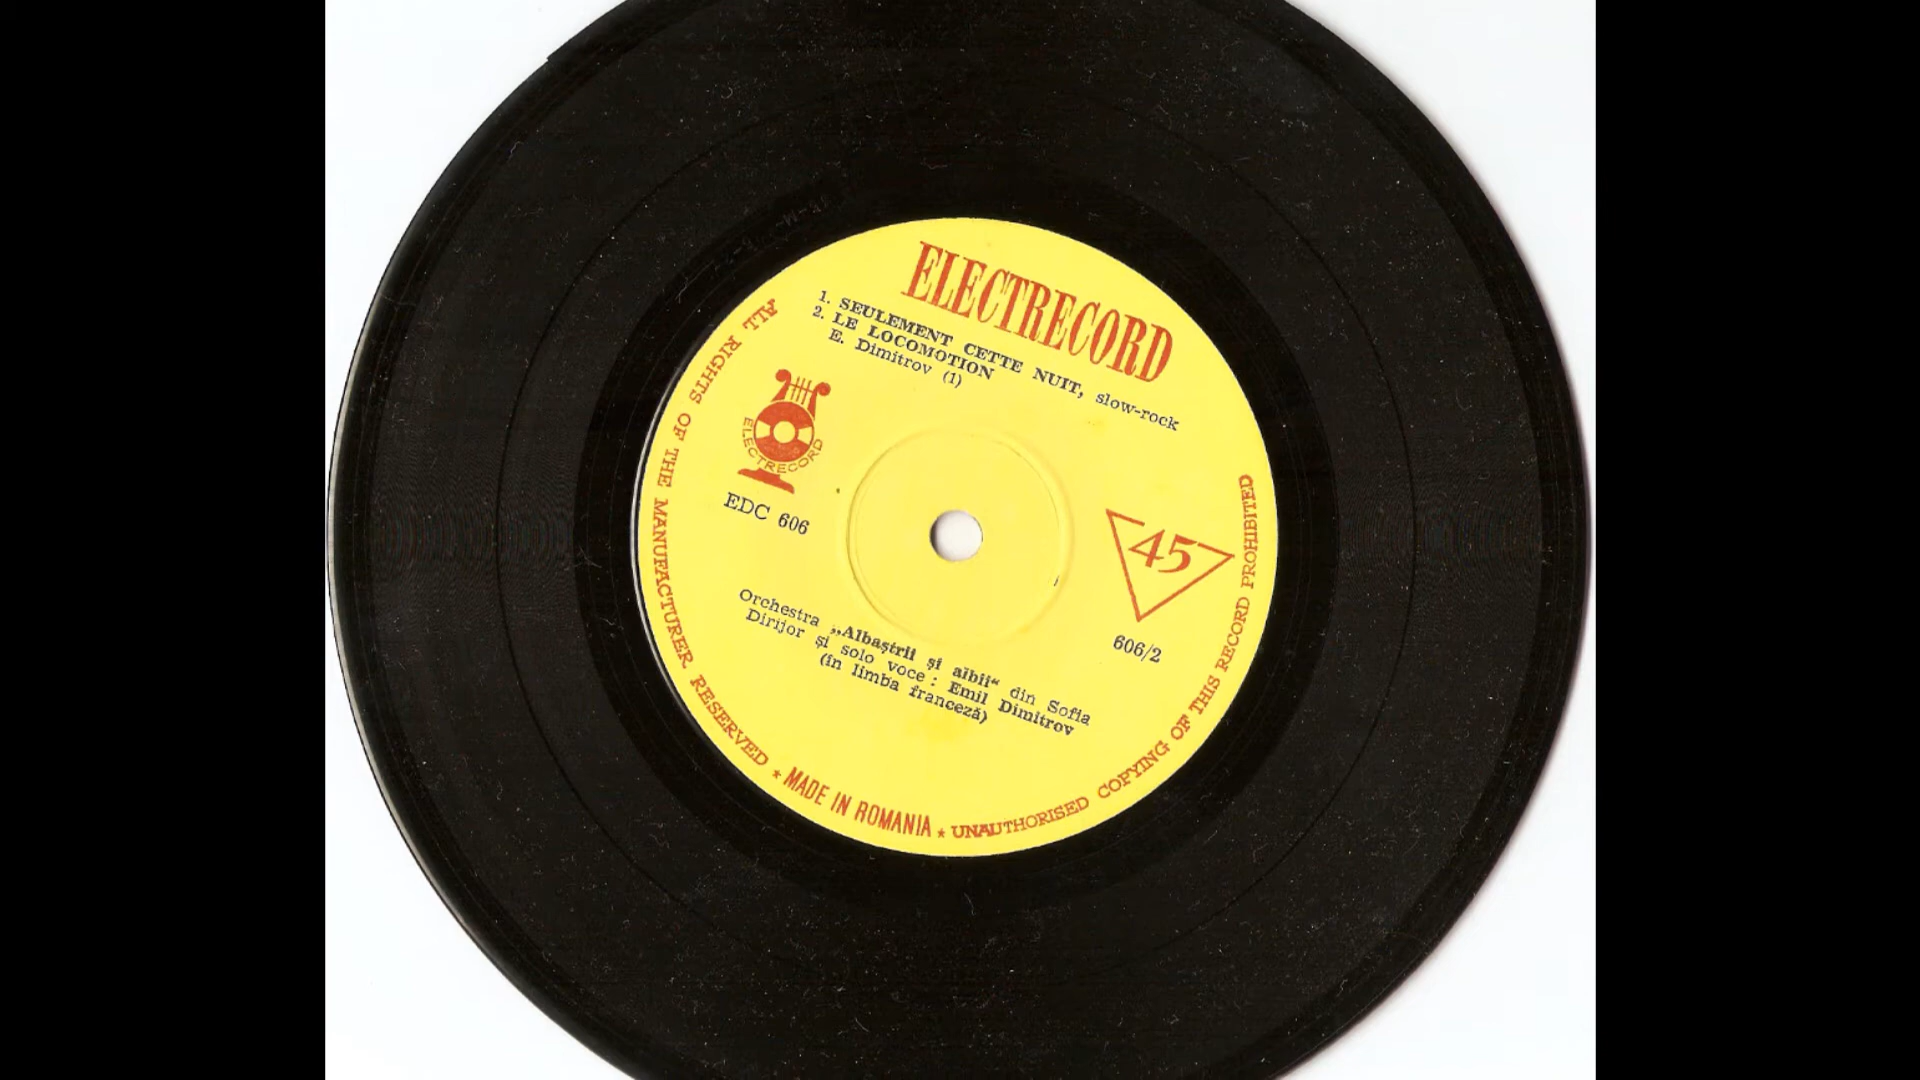 ELECTRECORD
1. SEULEMENT CETTE NUIT, slow-rock
2. LE LOCOMOTION
E. Dimitrov (1)
ELECTRECORD
EDC 606
45
606/2
Orchestra „Albaștrii și albii“ din Sofia
Dirijor și solo voce : Emil Dimitrov
(în limba franceză)
ALL RIGHTS OF THE MANUFACTURER RESERVED * MADE IN ROMANIA * UNAUTHORISED COPYING OF THIS RECORD PROHIBITED